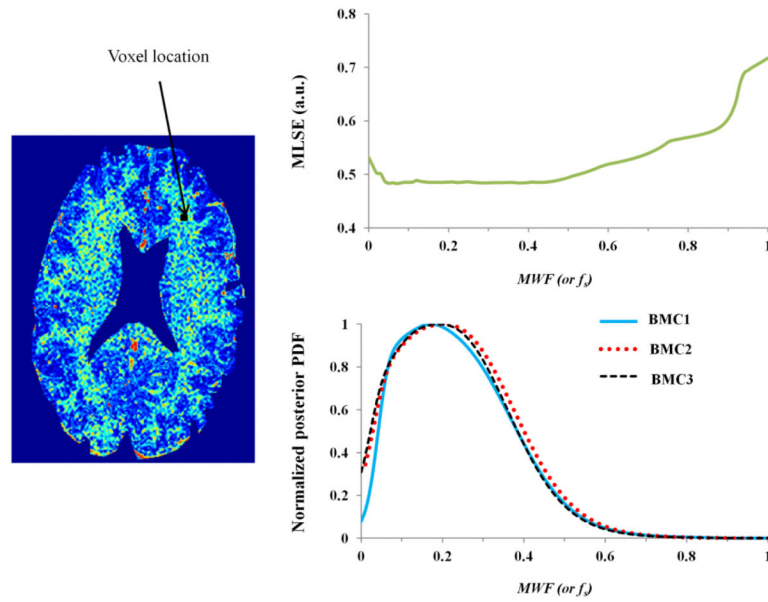 Voxel location
0.8
0.7
0.6
0.5
0.4
MLSE (a.u.)
0 0.2 0.4 0.6 0.8 1
MWF (or fs)
1
0.8
0.6
0.4
0.2
0
Normalized posterior PDF
BMC1
BMC2
BMC3
0 0.2 0.4 0.6 0.8 1
MWF (or fs)